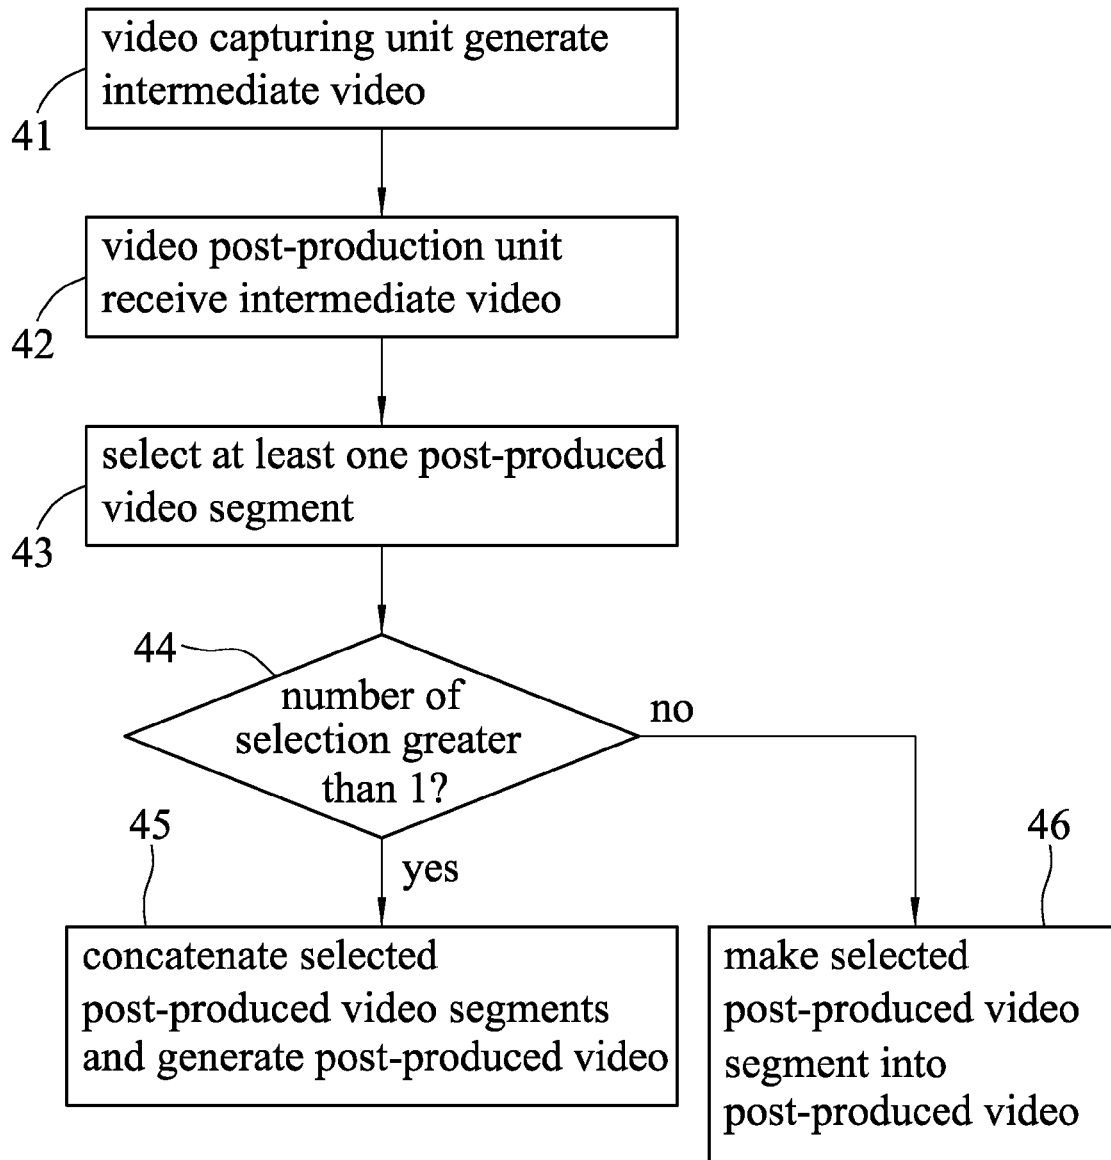 video capturing unit generate
intermediate video
41
video post-production unit
receive intermediate video
42
select at least one post-produced
video segment
43
44
number of
selection greater
than 1?
no
yes
45
concatenate selected
post-produced video segments
and generate post-produced video
46
make selected
post-produced video
segment into
post-produced video